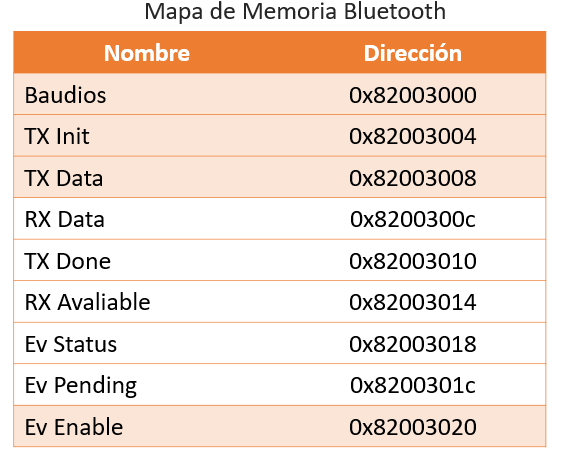 Mapa de Memoria Bluetooth
Nombre Dirección
Baudios 0x82003000
TX Init 0x82003004
TX Data 0x82003008
RX Data 0x8200300c
TX Done 0x82003010
RX Avaliable 0x82003014
Ev Status 0x82003018
Ev Pending 0x8200301c
Ev Enable 0x82003020